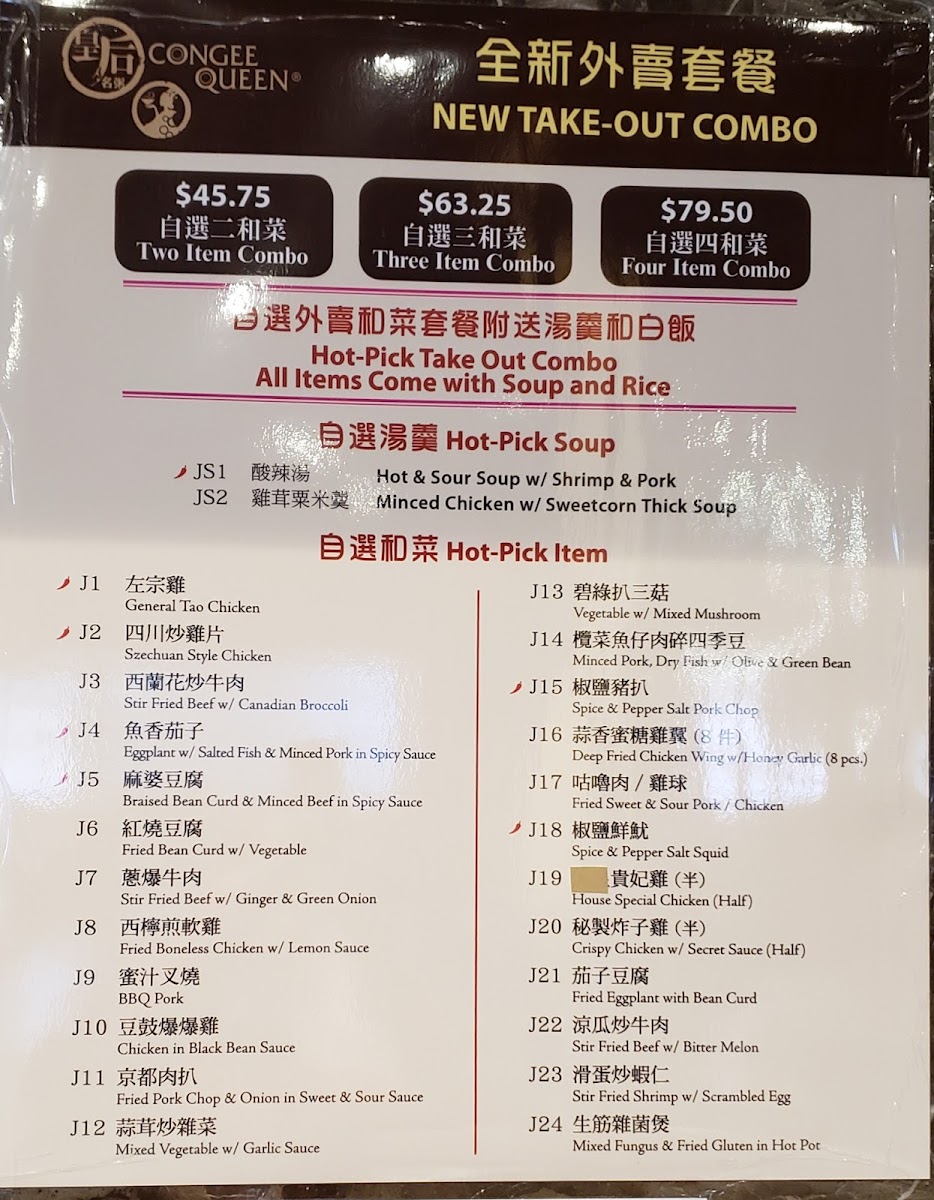 皇后
名粥
CONGEE
QUEEN®
全新外賣套餐
NEW TAKE-OUT COMBO
$45.75
自選二和菜
Two Item Combo
$63.25
自選三和菜
Three Item Combo
$79.50
自選四和菜
Four Item Combo
自選外賣和菜套餐附送湯羹和白飯
Hot-Pick Take Out Combo
All Items Come with Soup and Rice
自選湯羹 Hot-Pick Soup
JS1 酸辣湯 Hot & Sour Soup w/ Shrimp & Pork
JS2 雞茸粟米羹 Minced Chicken w/ Sweetcorn Thick Soup
自選和菜 Hot-Pick Item
J1 左宗雞
General Tao Chicken
J2 四川炒雞片
Szechuan Style Chicken
J3 西蘭花炒牛肉
Stir Fried Beef w/ Canadian Broccoli
J4 魚香茄子
Eggplant w/ Salted Fish & Minced Pork in Spicy Sauce
J5 麻婆豆腐
Braised Bean Curd & Minced Beef in Spicy Sauce
J6 紅燒豆腐
Fried Bean Curd w/ Vegetable
J7 蔥爆牛肉
Stir Fried Beef w/ Ginger & Green Onion
J8 西檸煎軟雞
Fried Boneless Chicken w/ Lemon Sauce
J9 蜜汁叉燒
BBQ Pork
J10 豆鼓爆爆雞
Chicken in Black Bean Sauce
J11 京都肉扒
Fried Pork Chop & Onion in Sweet & Sour Sauce
J12 蒜茸炒雜菜
Mixed Vegetable w/ Garlic Sauce
J13 碧綠扒三菇
Vegetable w/ Mixed Mushroom
J14 欖菜魚仔肉碎四季豆
Minced Pork, Dry Fish w/ Olive & Green Bean
J15 椒鹽豬扒
Spice & Pepper Salt Pork Chop
J16 蒜香蜜糖雞翼 (8 件)
Deep Fried Chicken Wing w/Honey Garlic (8 pcs.)
J17 咕嚕肉 / 雞球
Fried Sweet & Sour Pork / Chicken
J18 椒鹽鮮魷
Spice & Pepper Salt Squid
J19 貴妃雞 (半)
House Special Chicken (Half)
J20 秘製炸子雞 (半)
Crispy Chicken w/ Secret Sauce (Half)
J21 茄子豆腐
Fried Eggplant with Bean Curd
J22 涼瓜炒牛肉
Stir Fried Beef w/ Bitter Melon
J23 滑蛋炒蝦仁
Stir Fried Shrimp w/ Scrambled Egg
J24 生筋雜菌煲
Mixed Fungus & Fried Gluten in Hot Pot